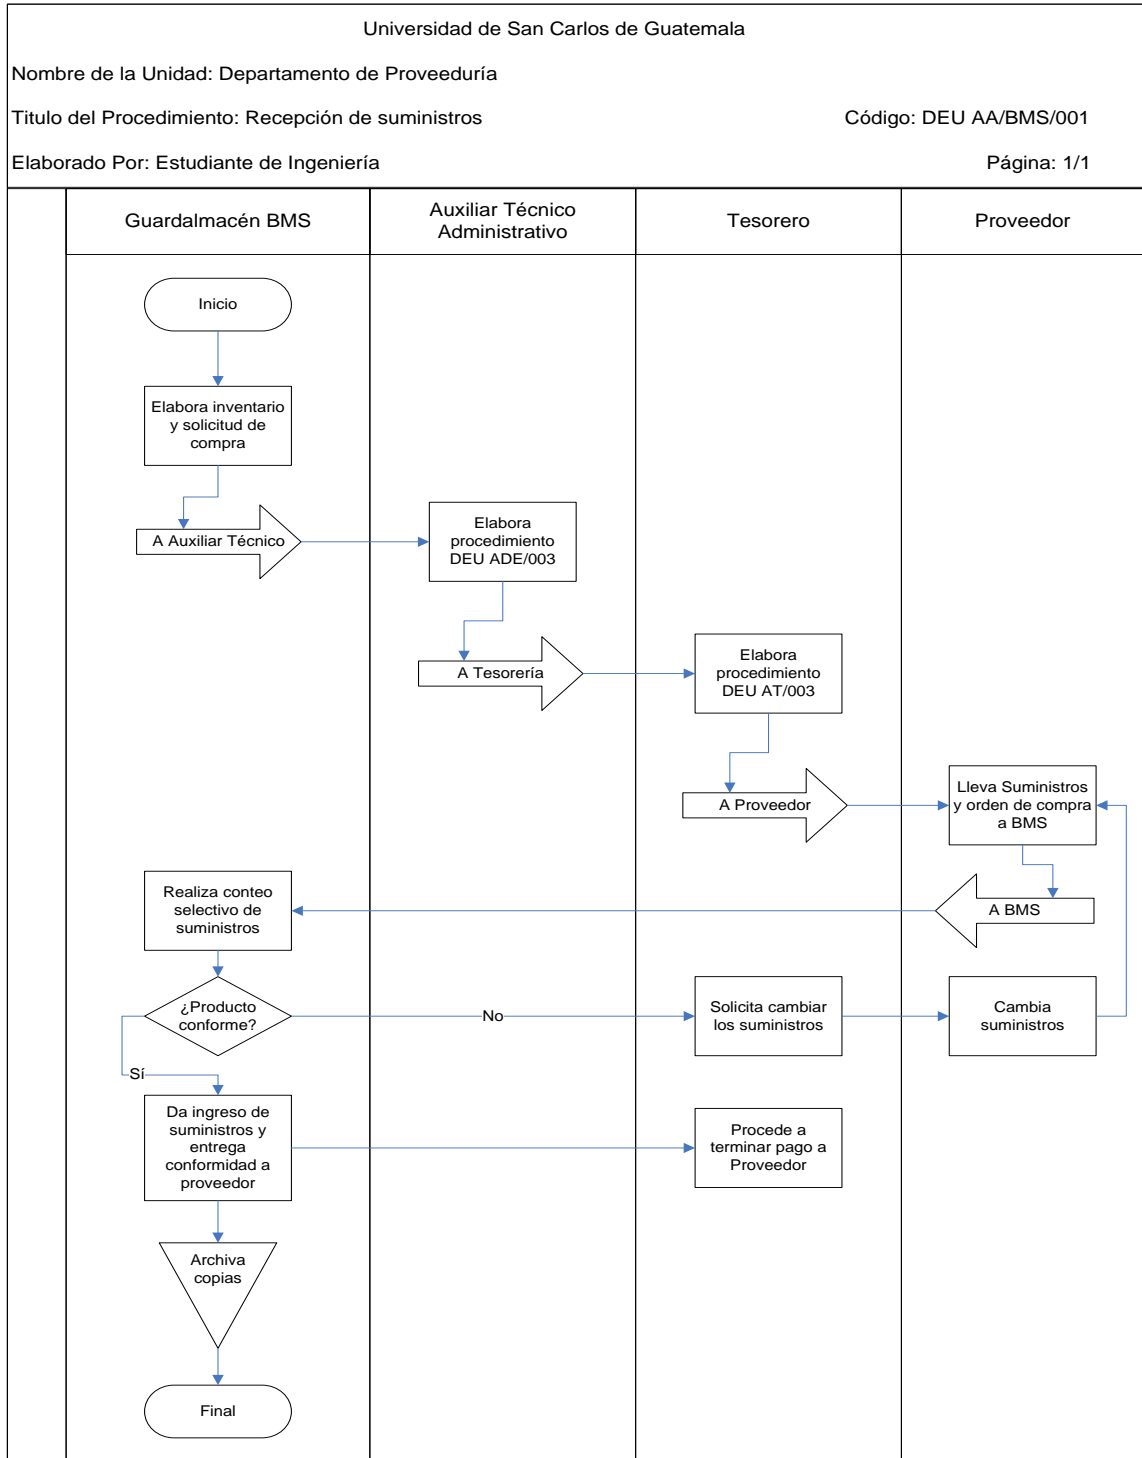 Universidad de San Carlos de Guatemala
Nombre de la Unidad: Departamento de Proveeduría
Titulo del Procedimiento: Recepción de suministros
Código: DEU AA/BMS/001
Elaborado Por: Estudiante de Ingeniería
Página: 1/1
Guardalmacén BMS
Auxiliar Técnico
Administrativo
Tesorero
Proveedor
Inicio
Elabora inventario
y solicitud de
compra
A Auxiliar Técnico
Elabora
procedimiento
DEU ADE/003
A Tesorería
Elabora
procedimiento
DEU AT/003
A Proveedor
Lleva Suministros
y orden de compra
a BMS
A BMS
Realiza conteo
selectivo de
suministros
¿Producto
conforme?
No
Solicita cambiar
los suministros
Cambia
suministros
Sí
Da ingreso de
suministros y
entrega
conformidad a
proveedor
Procede a
terminar pago a
Proveedor
Archiva
copias
Final